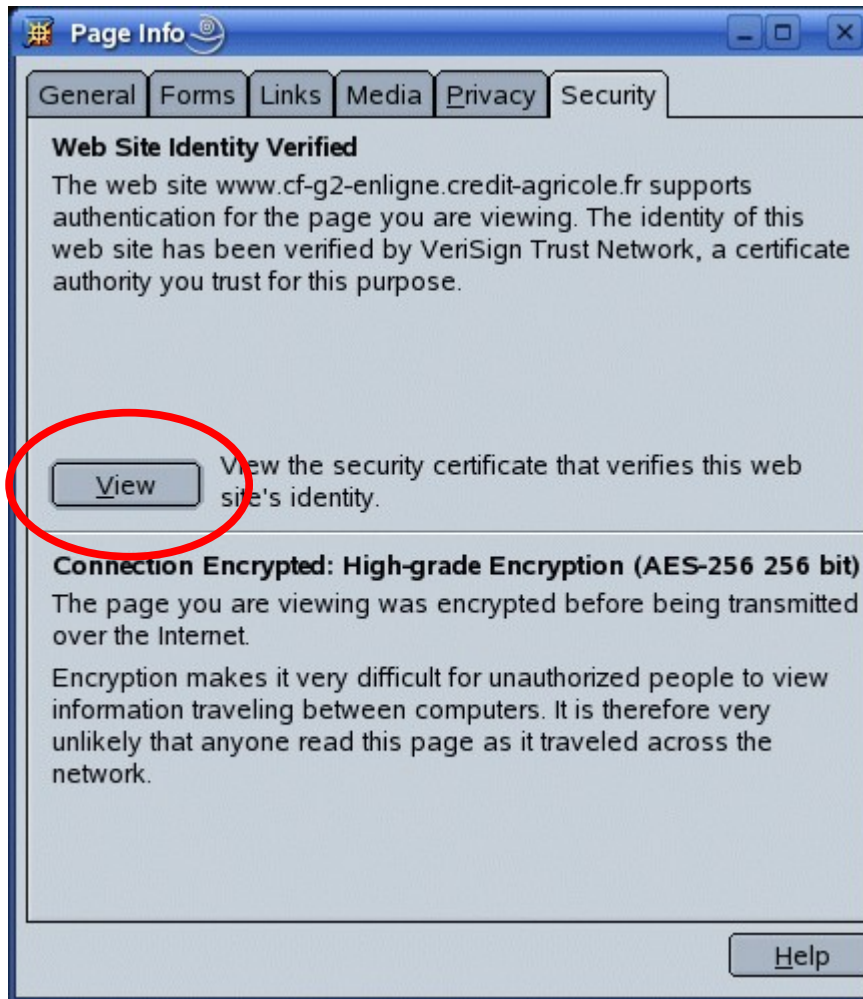 Page Info
General Forms Links Media Privacy Security
Web Site Identity Verified
The web site www.cf-g2-enligne.credit-agricole.fr supports
authentication for the page you are viewing. The identity of this
web site has been verified by VeriSign Trust Network, a certificate
authority you trust for this purpose.
View
View the security certificate that verifies this web
site's identity.
Connection Encrypted: High-grade Encryption (AES-256 256 bit)
The page you are viewing was encrypted before being transmitted
over the Internet.
Encryption makes it very difficult for unauthorized people to view
information traveling between computers. It is therefore very
unlikely that anyone read this page as it traveled across the
network.
Help